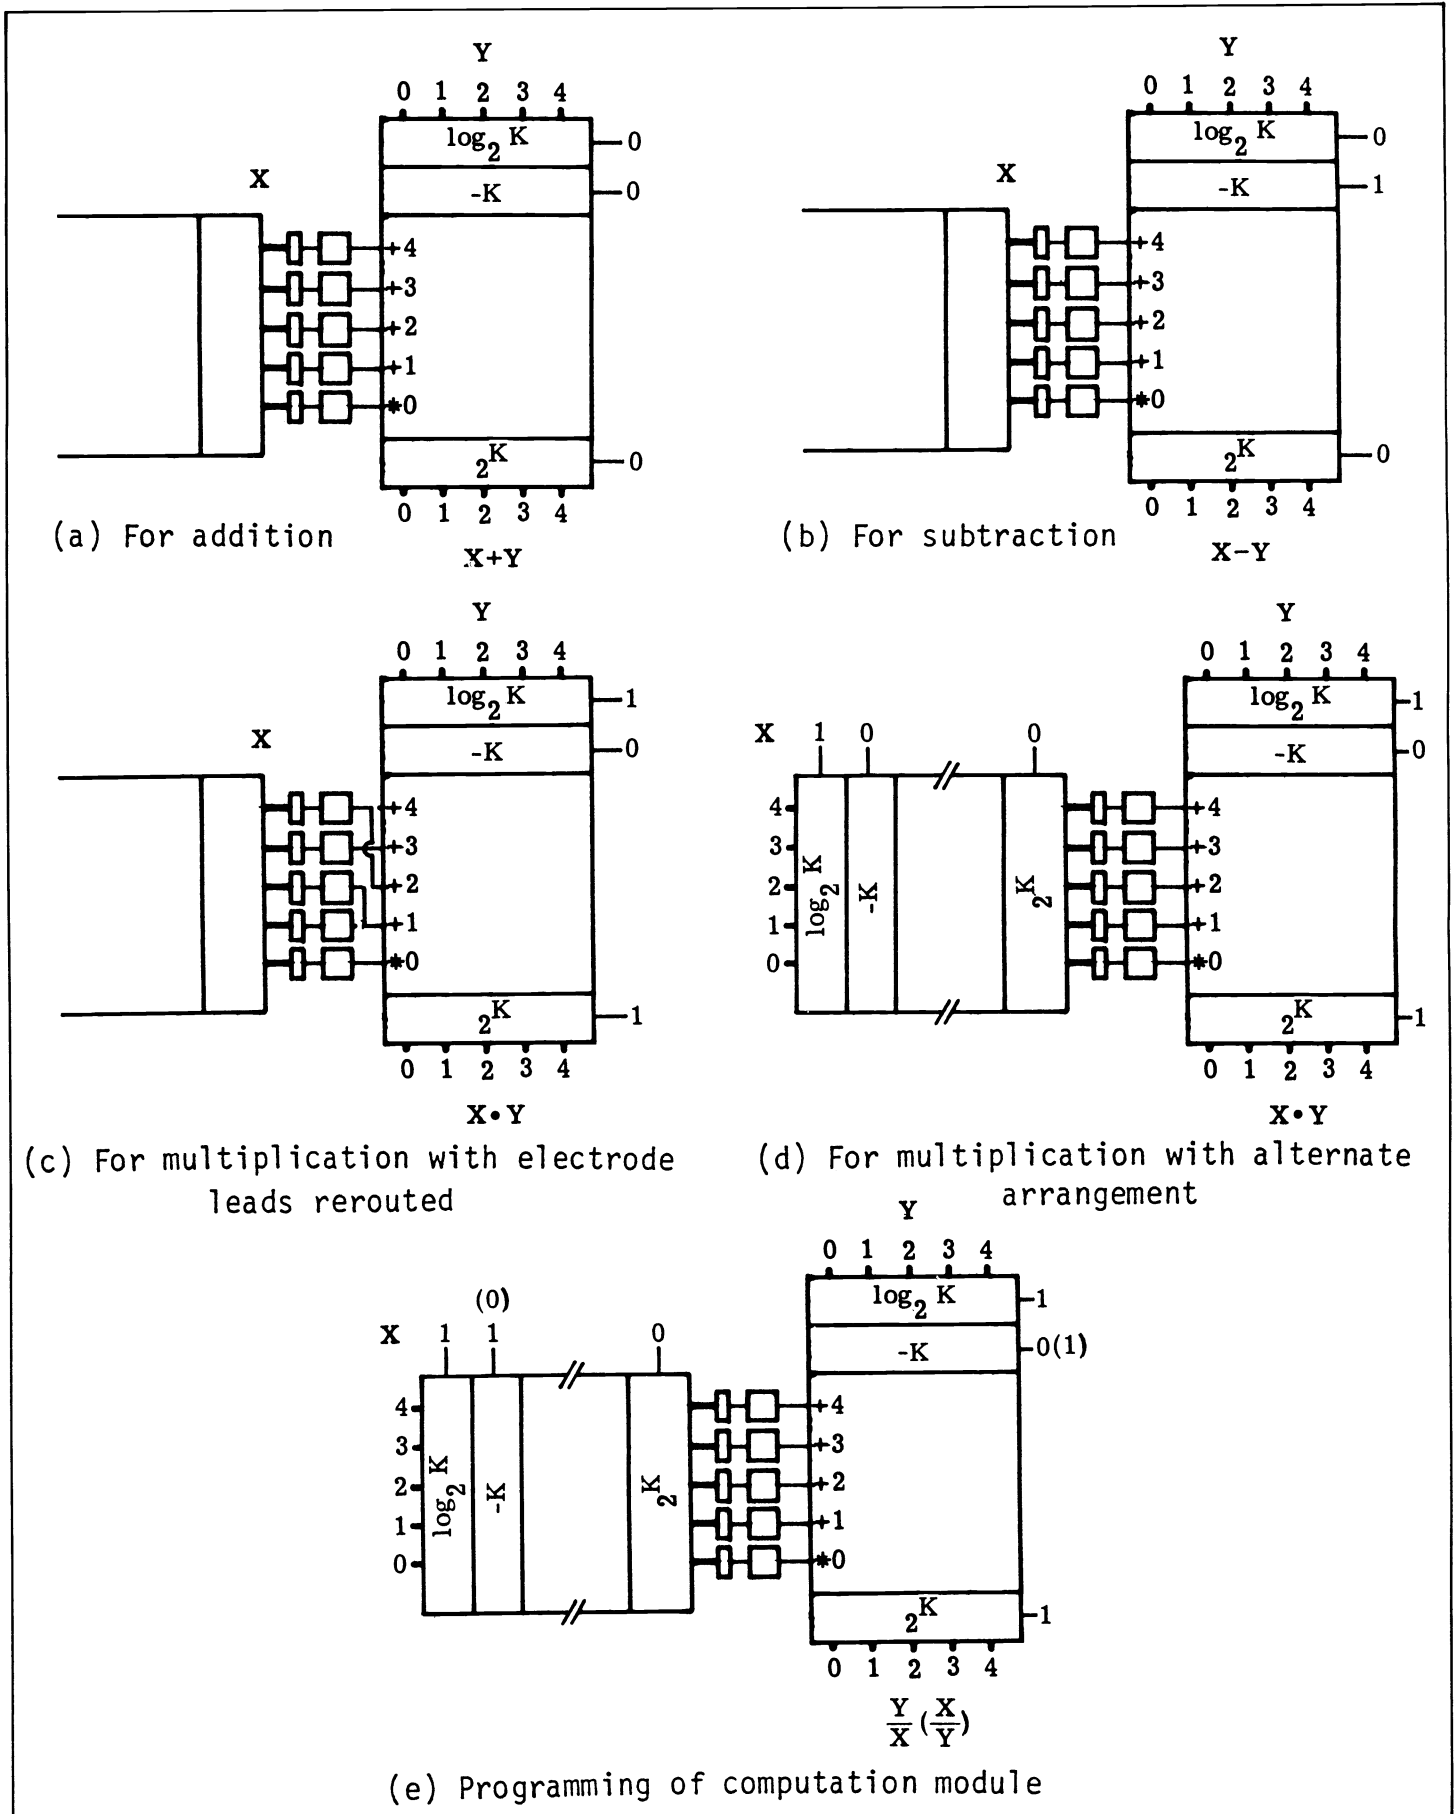 Y
0 1 2 3 4
log₂ K
0
-K
0
X
+4
+3
+2
+1
*0
2ᴷ
0
0 1 2 3 4
(a) For addition
X+Y
Y
0 1 2 3 4
log₂ K
0
-K
1
X
+4
+3
+2
+1
*0
2ᴷ
0
0 1 2 3 4
(b) For subtraction
X-Y
Y
0 1 2 3 4
log₂ K
1
-K
0
X
+4
+3
+2
+1
*0
2ᴷ
1
0 1 2 3 4
X•Y
(c) For multiplication with electrode
leads rerouted
Y
0 1 2 3 4
log₂ K
1
-K
0
X 1 0 0
4
3
2
1
0
log₂ K
-K
2ᴷ
+4
+3
+2
+1
*0
2ᴷ
1
0 1 2 3 4
X•Y
(d) For multiplication with alternate
arrangement
Y
0 1 2 3 4
log₂ K
1
-K
0(1)
(0)
X 1 1 0
4
3
2
1
0
log₂ K
-K
2ᴷ
+4
+3
+2
+1
*0
2ᴷ
1
0 1 2 3 4
Y/X (X/Y)
(e) Programming of computation module